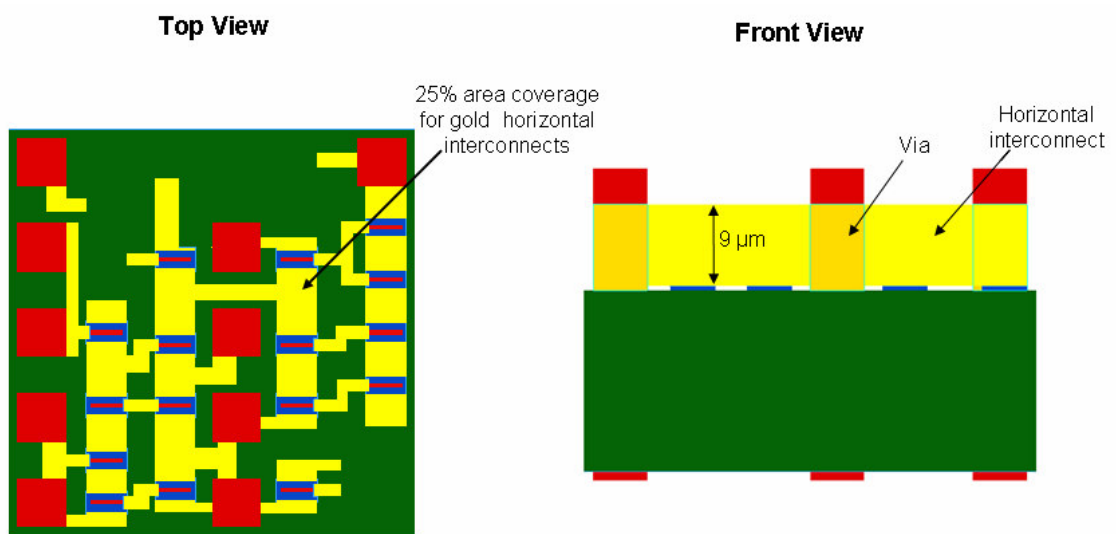 Top View
Front View
25% area coverage
for gold horizontal
interconnects
Via
Horizontal
interconnect
9 µm